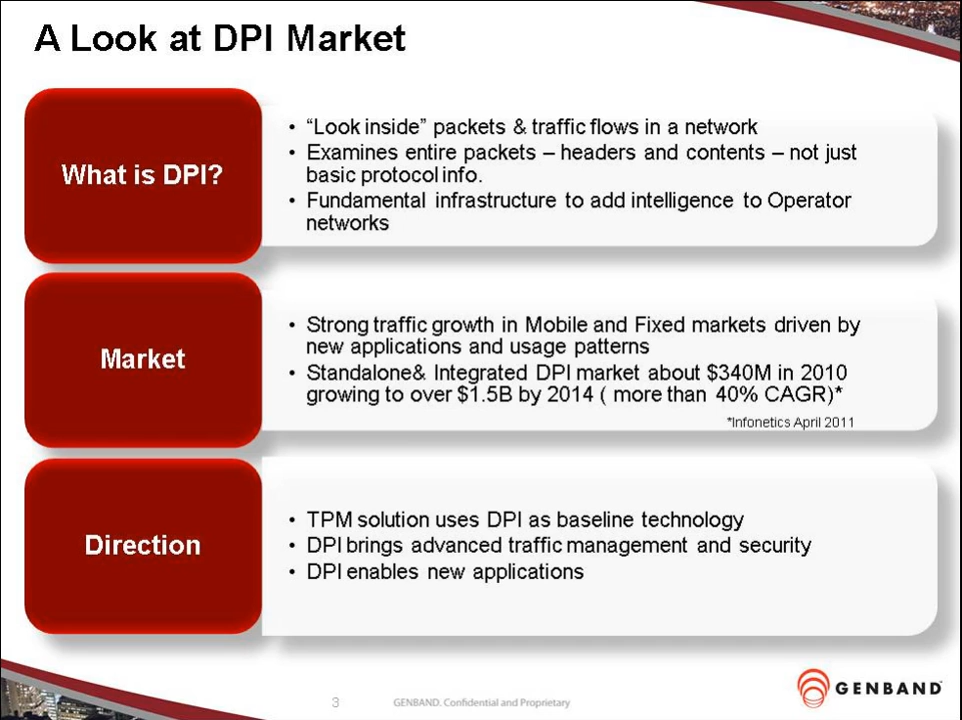 A Look at DPI Market
What is DPI?
• “Look inside” packets & traffic flows in a network
• Examines entire packets – headers and contents – not just
basic protocol info.
• Fundamental infrastructure to add intelligence to Operator
networks
Market
• Strong traffic growth in Mobile and Fixed markets driven by
new applications and usage patterns
• Standalone& Integrated DPI market about $340M in 2010
growing to over $1.5B by 2014 ( more than 40% CAGR)*
*Infonetics April 2011
Direction
• TPM solution uses DPI as baseline technology
• DPI brings advanced traffic management and security
• DPI enables new applications
3
GENBAND. Confidential and Proprietary
GENBAND™